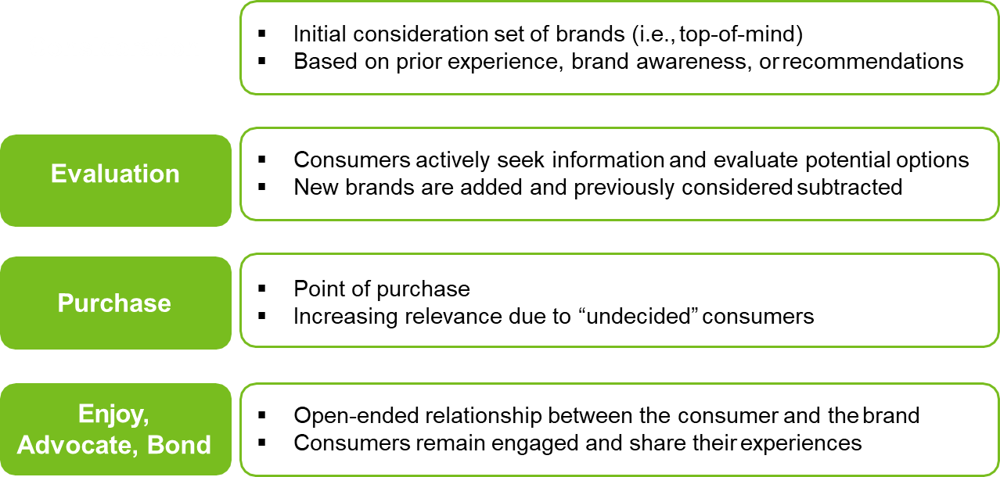 ▪ Initial consideration set of brands (i.e., top-of-mind)
▪ Based on prior experience, brand awareness, or recommendations
Evaluation
▪ Consumers actively seek information and evaluate potential options
▪ New brands are added and previously considered subtracted
Purchase
▪ Point of purchase
▪ Increasing relevance due to “undecided” consumers
Enjoy,
Advocate, Bond
▪ Open-ended relationship between the consumer and the brand
▪ Consumers remain engaged and share their experiences